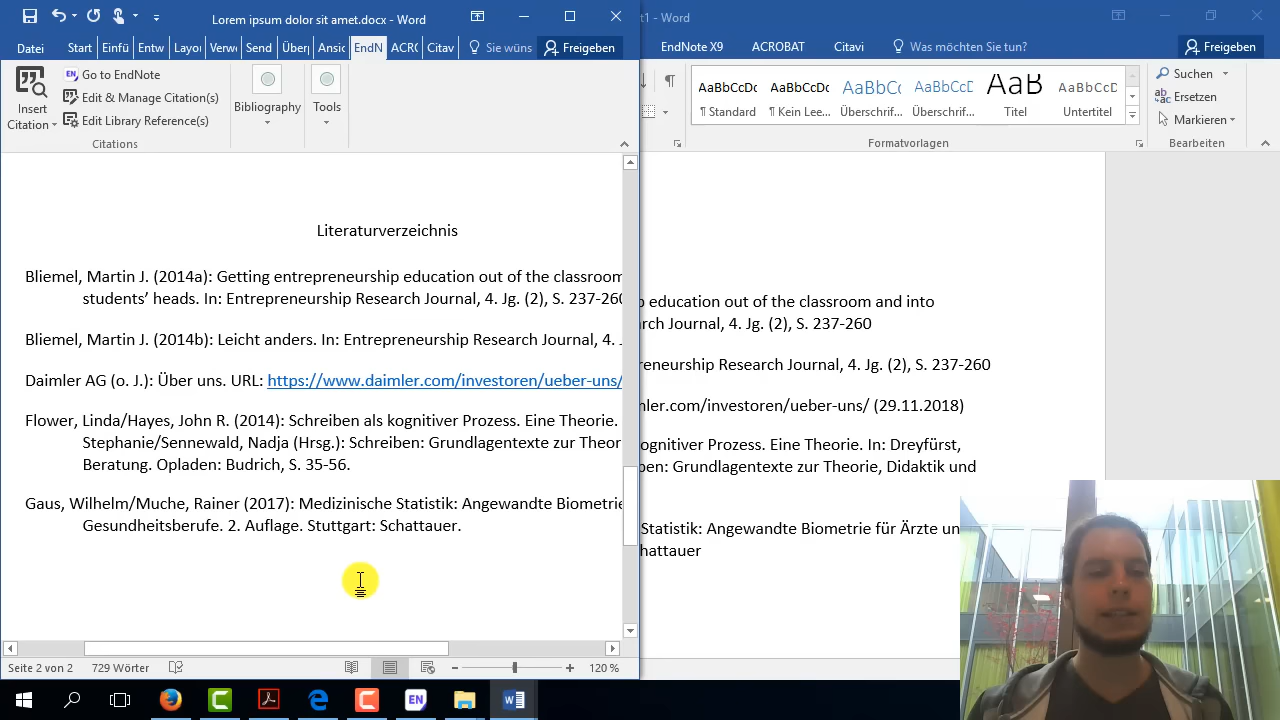 Lorem ipsum dolor sit amet.docx - Word
Datei Start Einfü Entw Layo Verw Send Überj Ansic EndN ACRC Citav Sie wüns Freigeben
Go to EndNote
Edit & Manage Citation(s)
Edit Library Reference(s)
Insert
Citation
Citations
Bibliography
Tools
Literaturverzeichnis
Bliemel, Martin J. (2014a): Getting entrepreneurship education out of the classroom
students’ heads. In: Entrepreneurship Research Journal, 4. Jg. (2), S. 237-260
Bliemel, Martin J. (2014b): Leicht anders. In: Entrepreneurship Research Journal, 4.
Daimler AG (o. J.): Über uns. URL: https://www.daimler.com/investoren/ueber-uns/
Flower, Linda/Hayes, John R. (2014): Schreiben als kognitiver Prozess. Eine Theorie.
Stephanie/Sennewald, Nadja (Hrsg.): Schreiben: Grundlagentexte zur Theor
Beratung. Opladen: Budrich, S. 35-56.
Gaus, Wilhelm/Muche, Rainer (2017): Medizinische Statistik: Angewandte Biometrie
Gesundheitsberufe. 2. Auflage. Stuttgart: Schattauer.
Seite 2 von 2 729 Wörter 120 %
t1 - Word
EndNote X9 ACROBAT Citavi Was möchten Sie tun? Freigeben
AaBbCcDc AaBbCcDc AaBbCc AaBbCcD AaB AaBbCcD
¶ Standard ¶ Kein Lee... Überschrif... Überschrif... Titel Untertitel
Formatvorlagen
Suchen
Ersetzen
Markieren
Bearbeiten
p education out of the classroom and into
rch Journal, 4. Jg. (2), S. 237-260
reneurship Research Journal, 4. Jg. (2), S. 237-260
mler.com/investoren/ueber-uns/ (29.11.2018)
ognitiver Prozess. Eine Theorie. In: Dreyfürst,
ben: Grundlagentexte zur Theorie, Didaktik und
Statistik: Angewandte Biometrie für Ärzte un
hattauer
EN